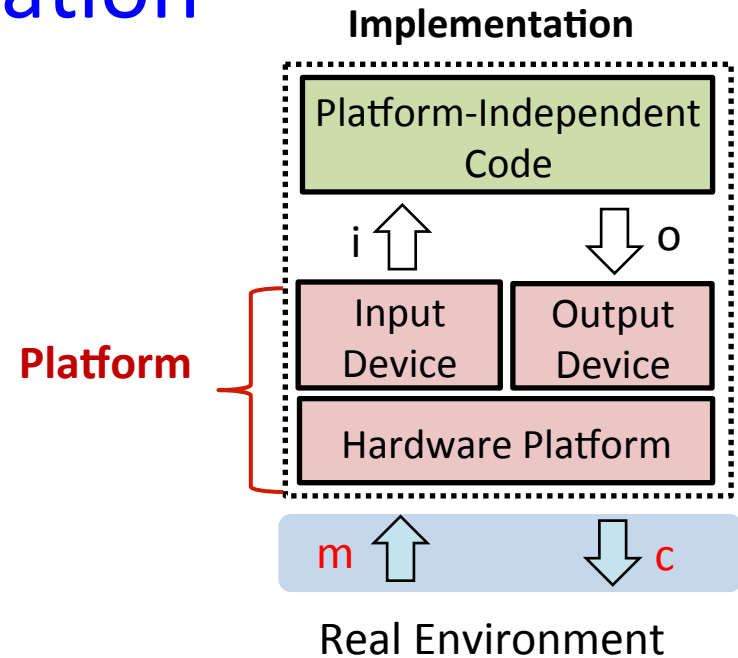 ation
Implementation
Platform-Independent
Code
i
o
Input
Device
Output
Device
Platform
Hardware Platform
m
c
Real Environment